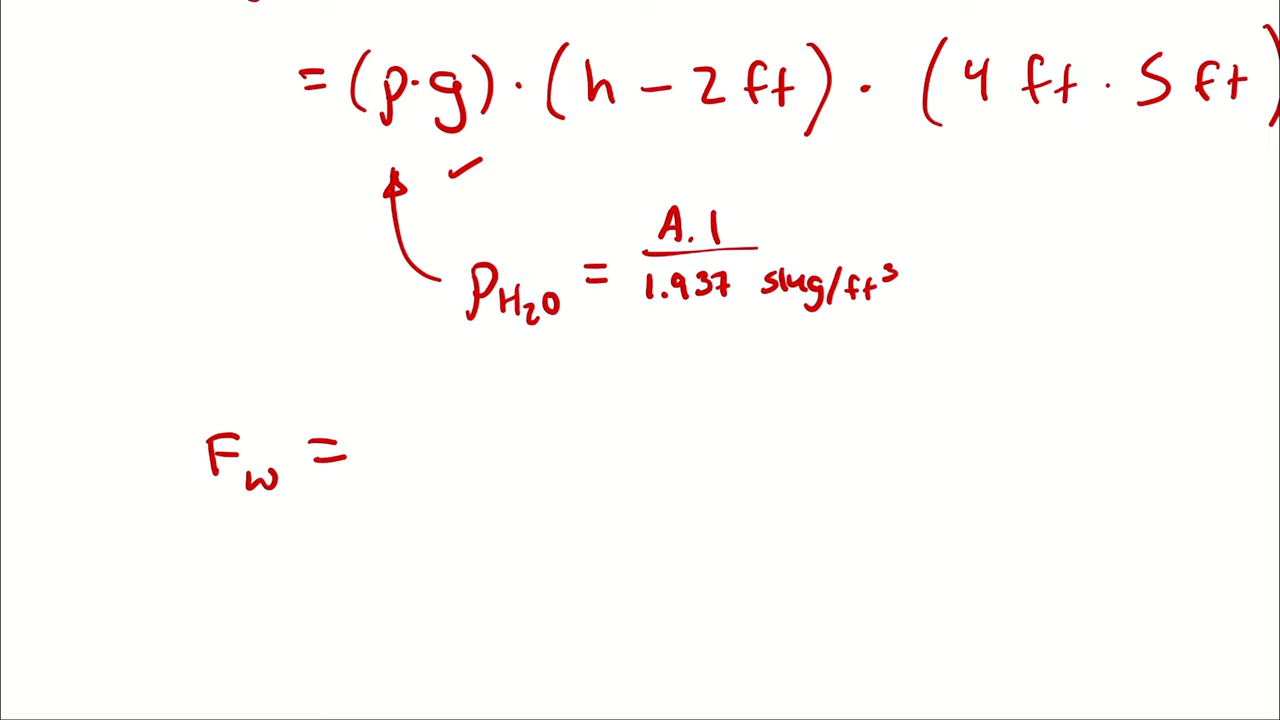 = (ρ·g) · (h - 2 ft) · (4 ft · 5 ft)
A.1
ρH₂O = 1.937 slug/ft³
Fw =